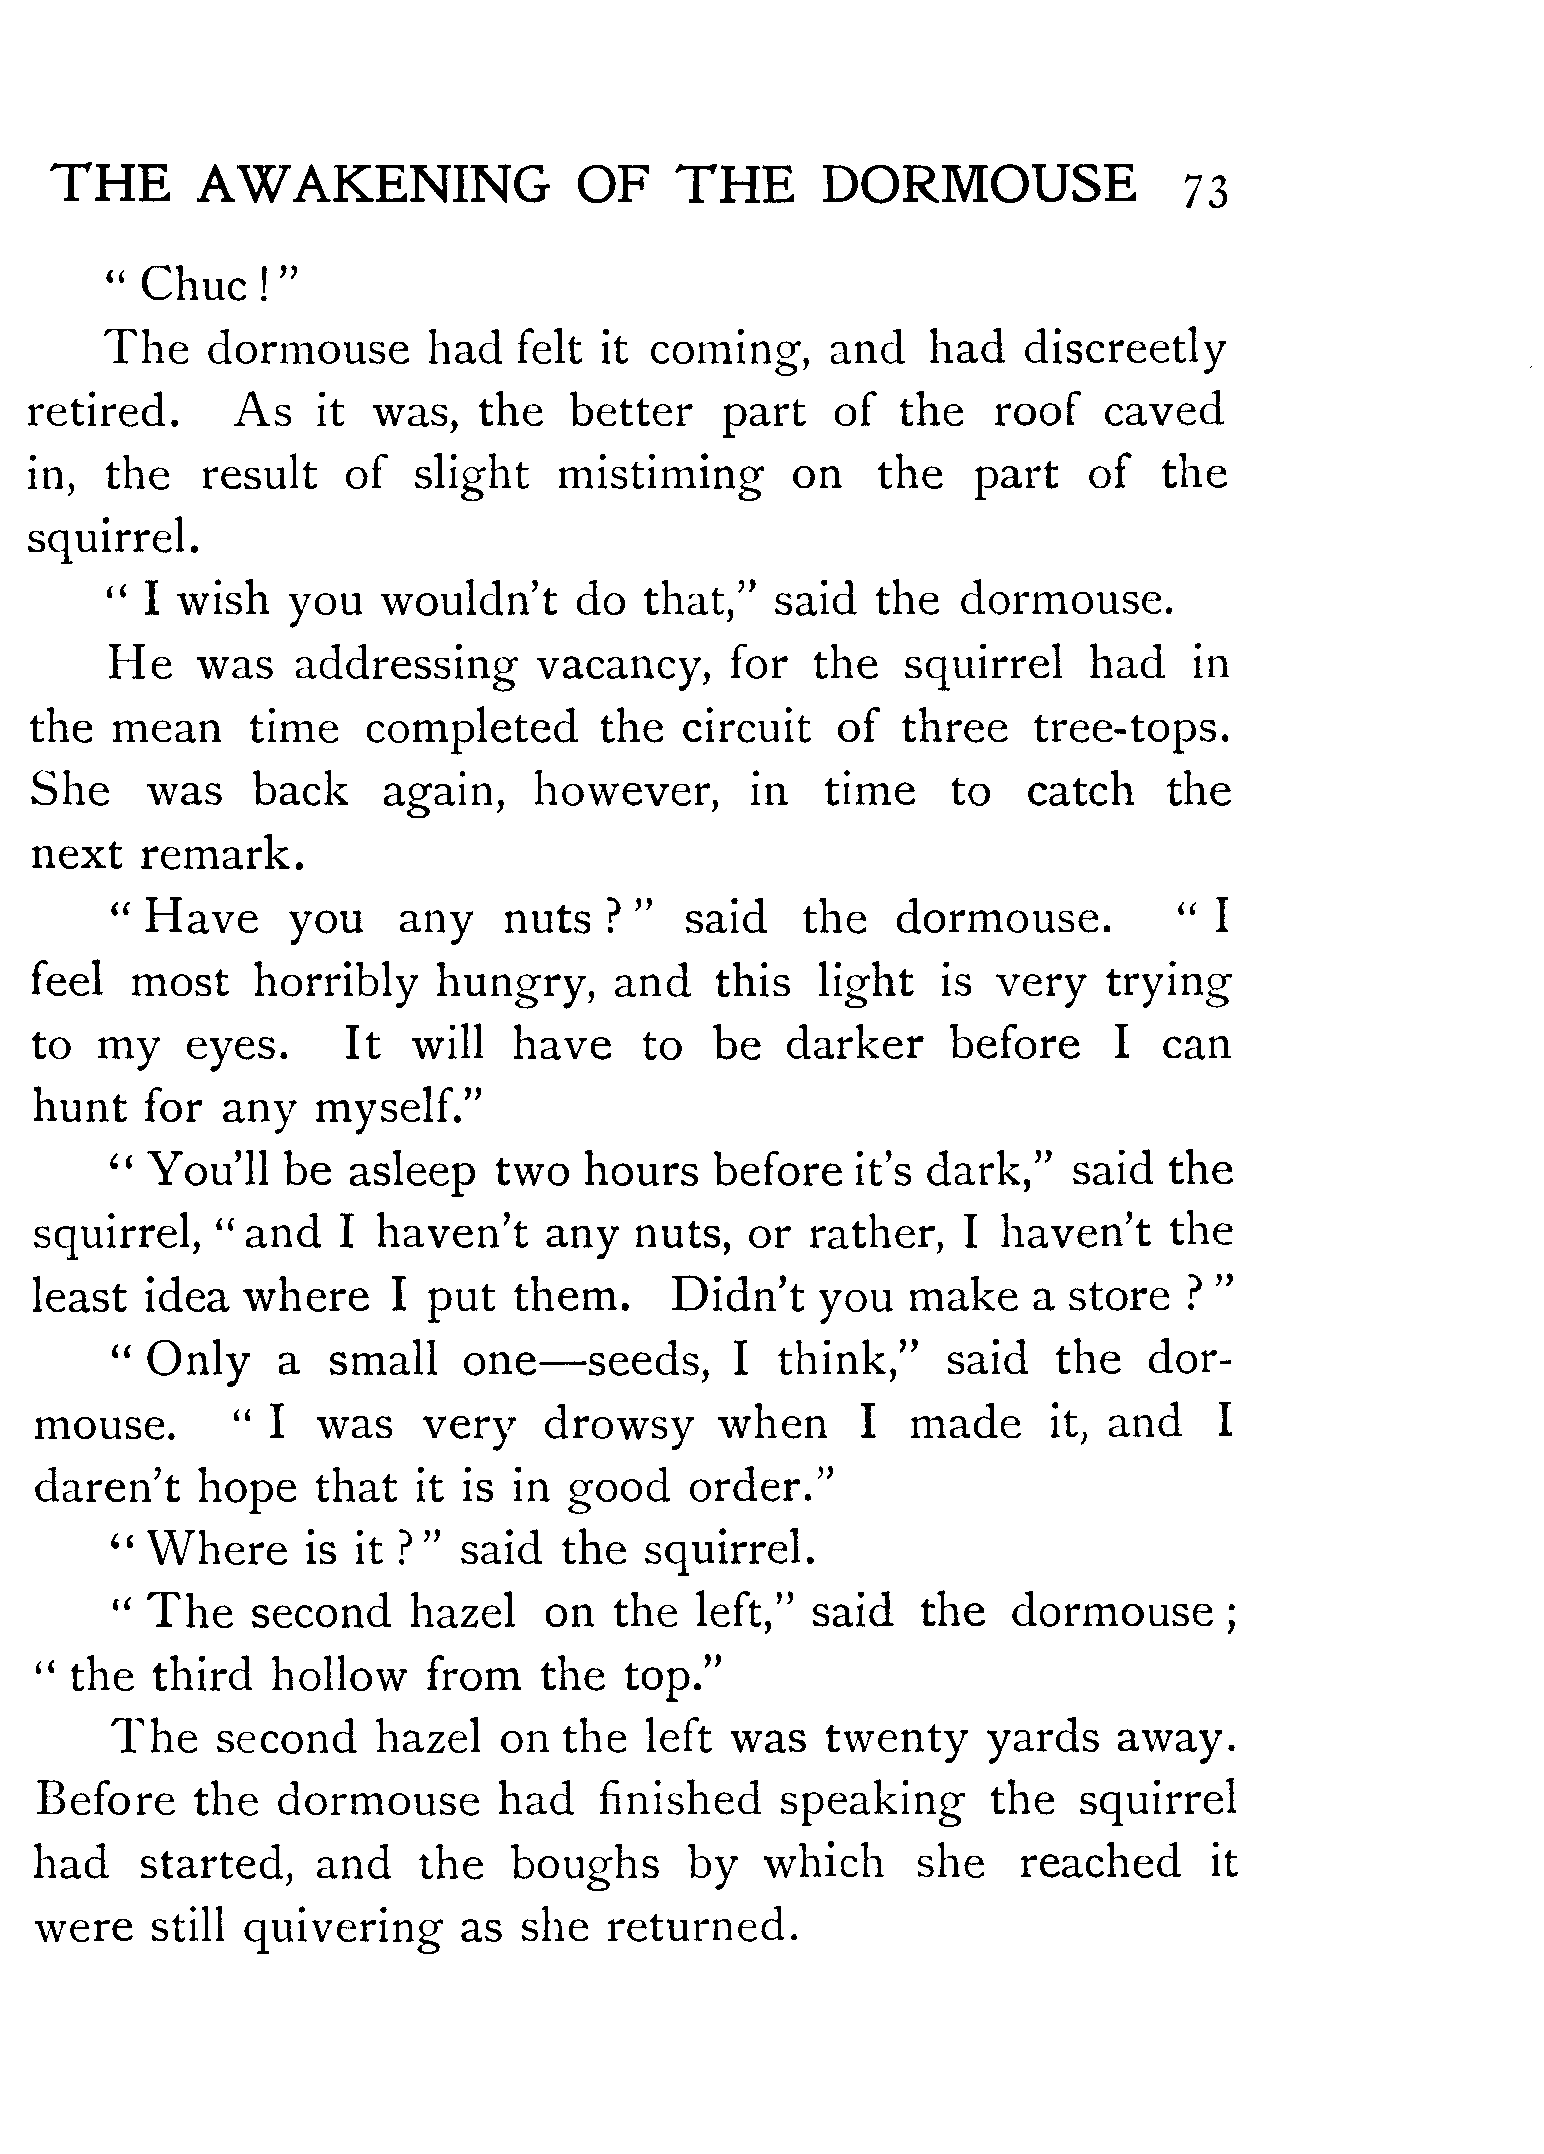 THE AWAKENING OF THE DORMOUSE 73
“ Chuc ! ”
The dormouse had felt it coming, and had discreetly
retired. As it was, the better part of the roof caved
in, the result of slight mistiming on the part of the
squirrel.
“ I wish you wouldn’t do that,” said the dormouse.
He was addressing vacancy, for the squirrel had in
the mean time completed the circuit of three tree-tops.
She was back again, however, in time to catch the
next remark.
“ Have you any nuts ? ” said the dormouse. “ I
feel most horribly hungry, and this light is very trying
to my eyes. It will have to be darker before I can
hunt for any myself.”
“ You’ll be asleep two hours before it’s dark,” said the
squirrel, “ and I haven’t any nuts, or rather, I haven’t the
least idea where I put them. Didn’t you make a store ? ”
“ Only a small one—seeds, I think,” said the dor-
mouse. “ I was very drowsy when I made it, and I
daren’t hope that it is in good order.”
“ Where is it ? ” said the squirrel.
“ The second hazel on the left,” said the dormouse ;
“ the third hollow from the top.”
The second hazel on the left was twenty yards away.
Before the dormouse had finished speaking the squirrel
had started, and the boughs by which she reached it
were still quivering as she returned.